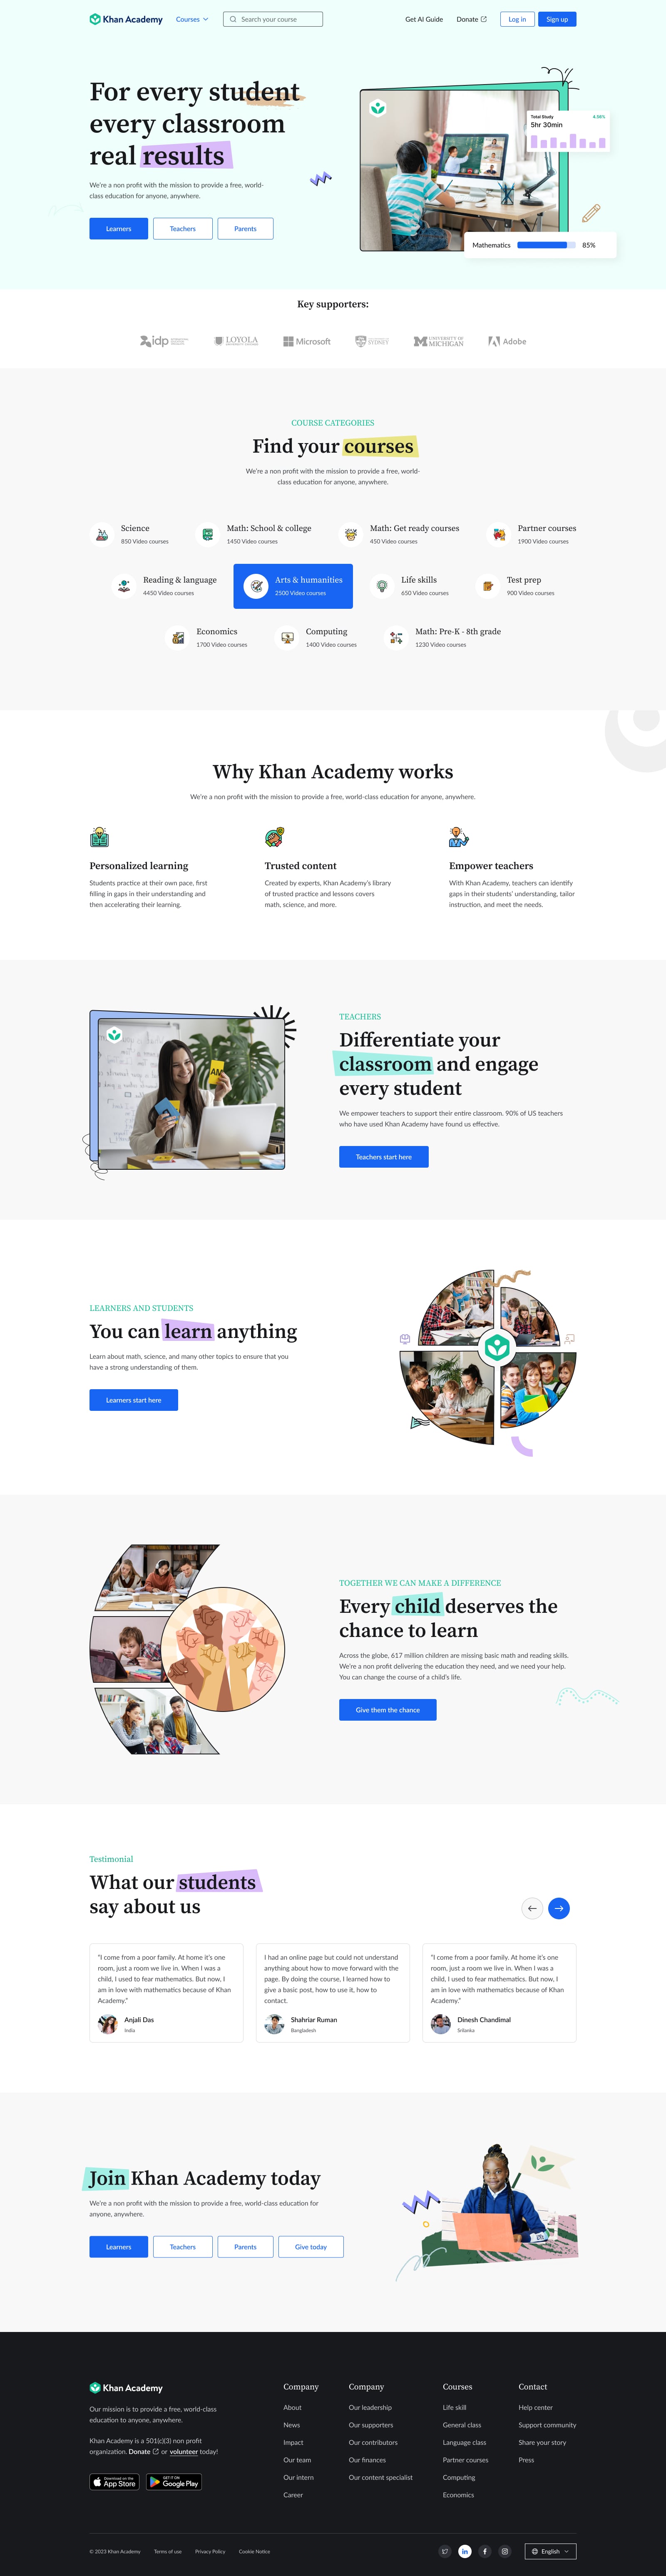 Khan Academy
Courses
Search your course
Get AI Guide
Donate
Log in
Sign up
For every student
every classroom
real results
We're a non profit with the mission to provide a free, world-
class education for anyone, anywhere.
Learners
Teachers
Parents
Total Study
4.56%
5hr 30min
Mathematics
85%
Key supporters:
idp
LOYOLA
Microsoft
SYDNEY
UNIVERSITY OF
MICHIGAN
Adobe
COURSE CATEGORIES
Find your courses
We're a non profit with the mission to provide a free, world-
class education for anyone, anywhere.
Science
850 Video courses
Math: School & college
1450 Video courses
Math: Get ready courses
450 Video courses
Partner courses
1900 Video courses
Reading & language
4450 Video courses
Arts & humanities
2500 Video courses
Life skills
650 Video courses
Test prep
900 Video courses
Economics
1700 Video courses
Computing
1400 Video courses
Math: Pre-K - 8th grade
1230 Video courses
Why Khan Academy works
We're a non profit with the mission to provide a free, world-class education for anyone, anywhere.
Personalized learning
Students practice at their own pace, first
filling in gaps in their understanding and
then accelerating their learning.
Trusted content
Created by experts, Khan Academy's library
of trusted practice and lessons covers
math, science, and more.
Empower teachers
With Khan Academy, teachers can identify
gaps in their students' understanding, tailor
instruction, and meet the needs.
TEACHERS
Differentiate your
classroom and engage
every student
We empower teachers to support their entire classroom. 90% of US teachers
who have used Khan Academy have found us effective.
Teachers start here
AM
LEARNERS AND STUDENTS
You can learn anything
Learn about math, science, and many other topics to ensure that you
have a strong understanding of them.
Learners start here
TOGETHER WE CAN MAKE A DIFFERENCE
Every child deserves the
chance to learn
Across the globe, 617 million children are missing basic math and reading skills.
We're a non profit delivering the education they need, and we need your help.
You can change the course of a child's life.
Give them the chance
Testimonial
What our students
say about us
"I come from a poor family. At home it's one
room, just a room we live in. When I was a
child, I used to fear mathematics. But now, I
am in love with mathematics because of Khan
Academy."
Anjali Das
India
I had an online page but could not understand
anything about how to move forward with the
page. By doing the course, I learned how to
give a basic post, how to use it, how to
contact.
Shahriar Ruman
Bangladesh
"I come from a poor family. At home it's one
room, just a room we live in. When I was a
child, I used to fear mathematics. But now, I
am in love with mathematics because of Khan
Academy."
Dinesh Chandimal
Srilanka
Join Khan Academy today
We're a non profit with the mission to provide a free, world-class education for
anyone, anywhere.
Learners
Teachers
Parents
Give today
Khan Academy
Our mission is to provide a free, world-class
education to anyone, anywhere.
Khan Academy is a 501(c)(3) non profit
organization. Donate or volunteer today!
Download on the
App Store
GET IT ON
Google Play
Company
About
News
Impact
Our team
Our intern
Career
Company
Our leadership
Our supporters
Our contributors
Our finances
Our content specialist
Courses
Life skill
General class
Language class
Partner courses
Computing
Economics
Contact
Help center
Support community
Share your story
Press
© 2023 Khan Academy
Terms of use
Privacy Policy
Cookie Notice
in
f
English